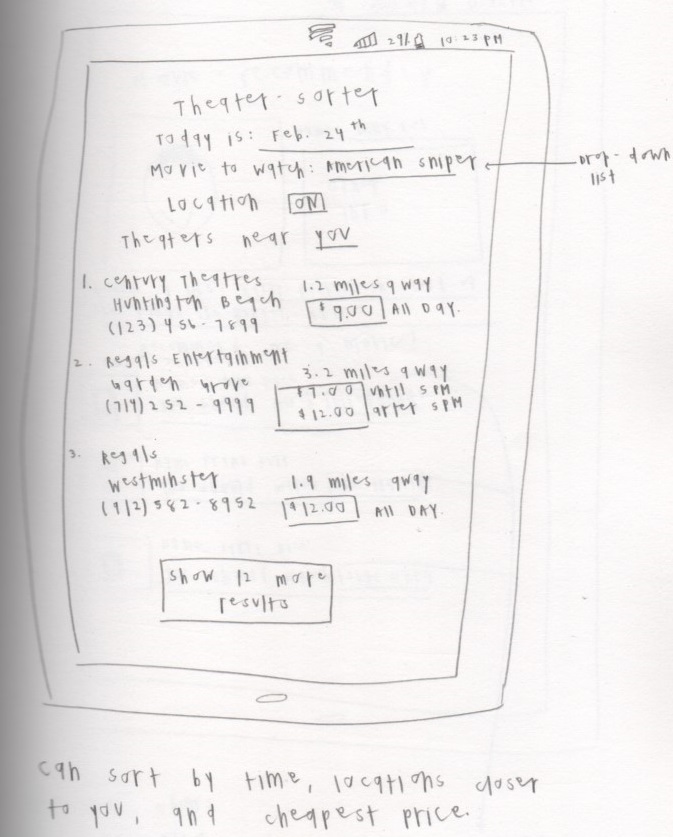 29% 10:23 PM
Theater-sorter
Today is: Feb. 24th
Movie to watch: American sniper
Drop-down
list
Location ON
Theaters near you
1. Century Theatres 1.2 miles away
Huntington Beach $9.00 All Day.
(123) 456-7899
2. Regals Entertainment 3.2 miles away
Garden Grove $7.00 until 5 PM
(714) 252-9999 $12.00 after 5 PM
3. Regals
Westminster 1.9 miles away
(912) 582-8952 $12.00 All DAY.
Show 12 more
results
can sort by time, locations closer
to you, and cheapest price.